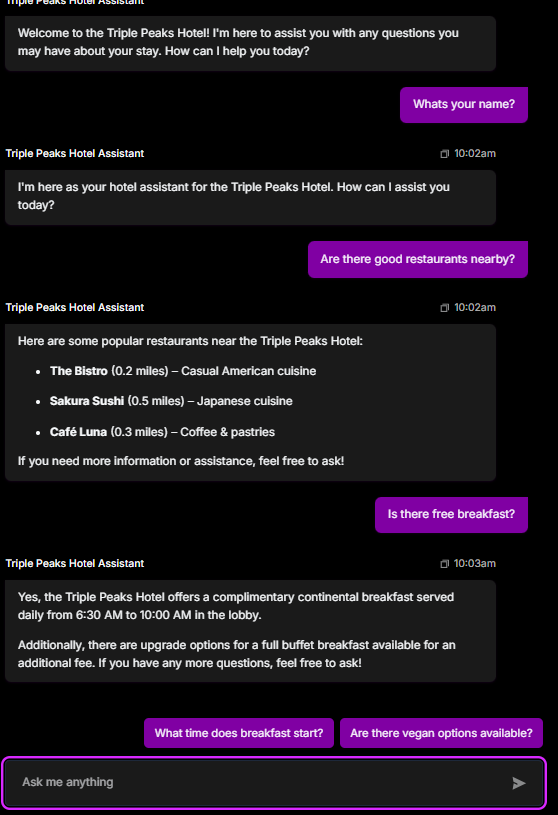 Triple Peaks Hotel Assistant
Welcome to the Triple Peaks Hotel! I'm here to assist you with any questions you
may have about your stay. How can I help you today?
Whats your name?
Triple Peaks Hotel Assistant
10:02am
I'm here as your hotel assistant for the Triple Peaks Hotel. How can I assist you
today?
Are there good restaurants nearby?
Triple Peaks Hotel Assistant
10:02am
Here are some popular restaurants near the Triple Peaks Hotel:
• The Bistro (0.2 miles) – Casual American cuisine
• Sakura Sushi (0.5 miles) – Japanese cuisine
• Café Luna (0.3 miles) – Coffee & pastries
If you need more information or assistance, feel free to ask!
Is there free breakfast?
Triple Peaks Hotel Assistant
10:03am
Yes, the Triple Peaks Hotel offers a complimentary continental breakfast served
daily from 6:30 AM to 10:00 AM in the lobby.
Additionally, there are upgrade options for a full buffet breakfast available for an
additional fee. If you have any more questions, feel free to ask!
What time does breakfast start?
Are there vegan options available?
Ask me anything